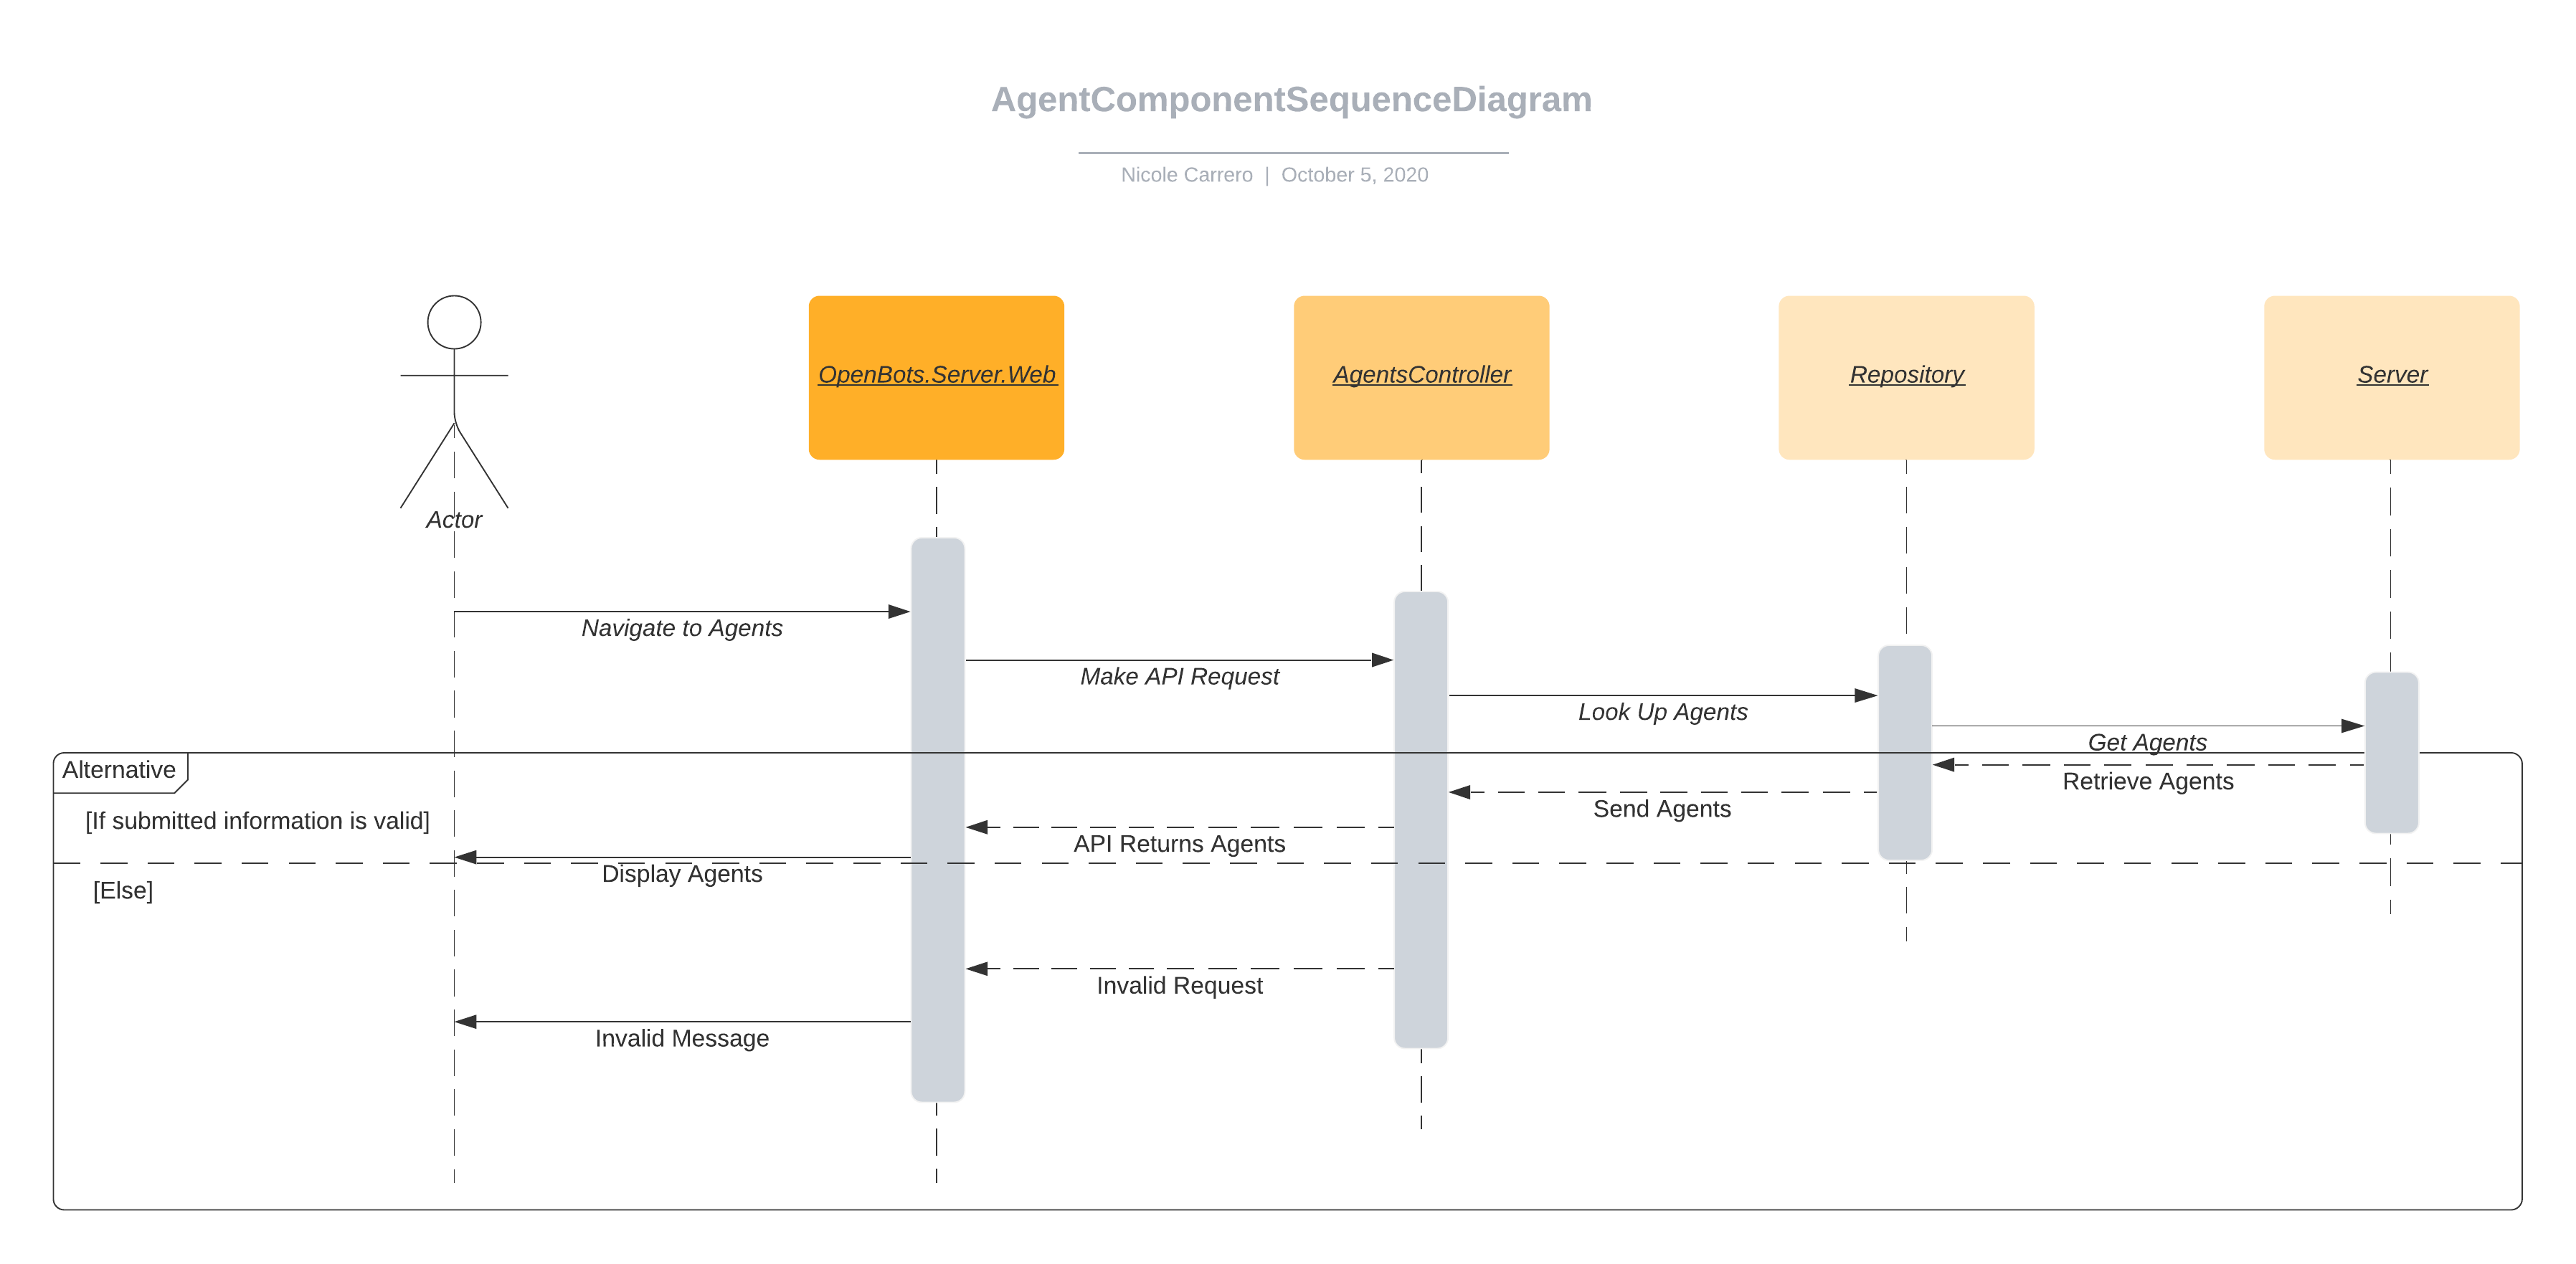 AgentComponentSequenceDiagram
Nicole Carrero | October 5, 2020
OpenBots.Server.Web
AgentsController
Repository
Server
Actor
Navigate to Agents
Make API Request
Look Up Agents
Get Agents
Alternative
Retrieve Agents
Send Agents
[If submitted information is valid]
API Returns Agents
Display Agents
[Else]
Invalid Request
Invalid Message